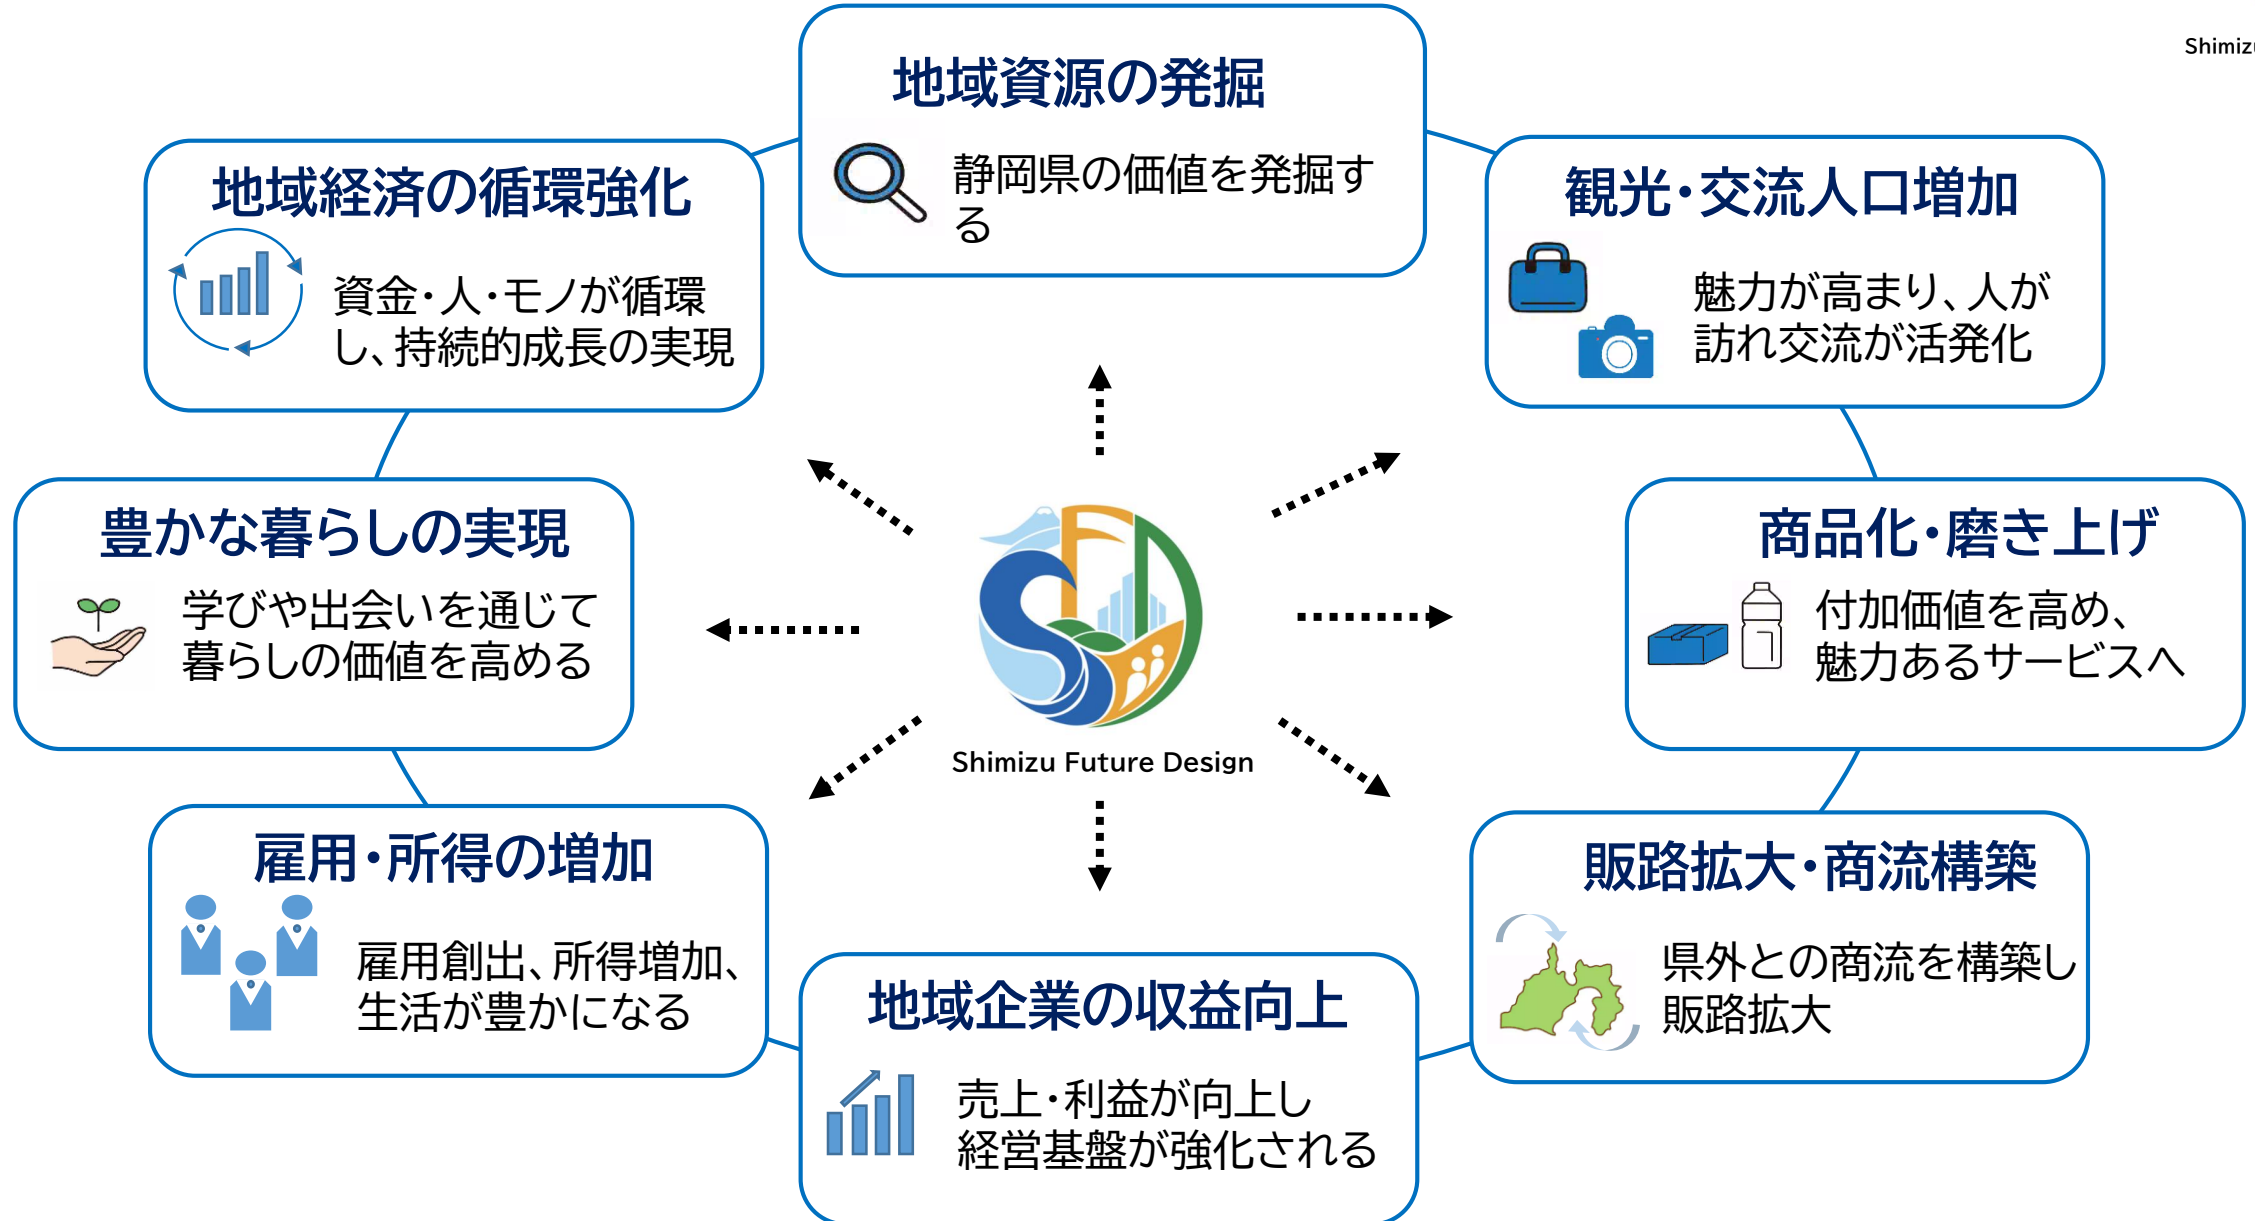 Shimizu
地域資源の発掘
静岡県の価値を発掘す
る
観光・交流人口増加
魅力が高まり、人が
訪れ交流が活発化
商品化・磨き上げ
付加価値を高め、
魅力あるサービスへ
販路拡大・商流構築
県外との商流を構築し
販路拡大
地域企業の収益向上
売上・利益が向上し
経営基盤が強化される
雇用・所得の増加
雇用創出、所得増加、
生活が豊かになる
豊かな暮らしの実現
学びや出会いを通じて
暮らしの価値を高める
地域経済の循環強化
資金・人・モノが循環
し、持続的成長の実現
SFD
Shimizu Future Design